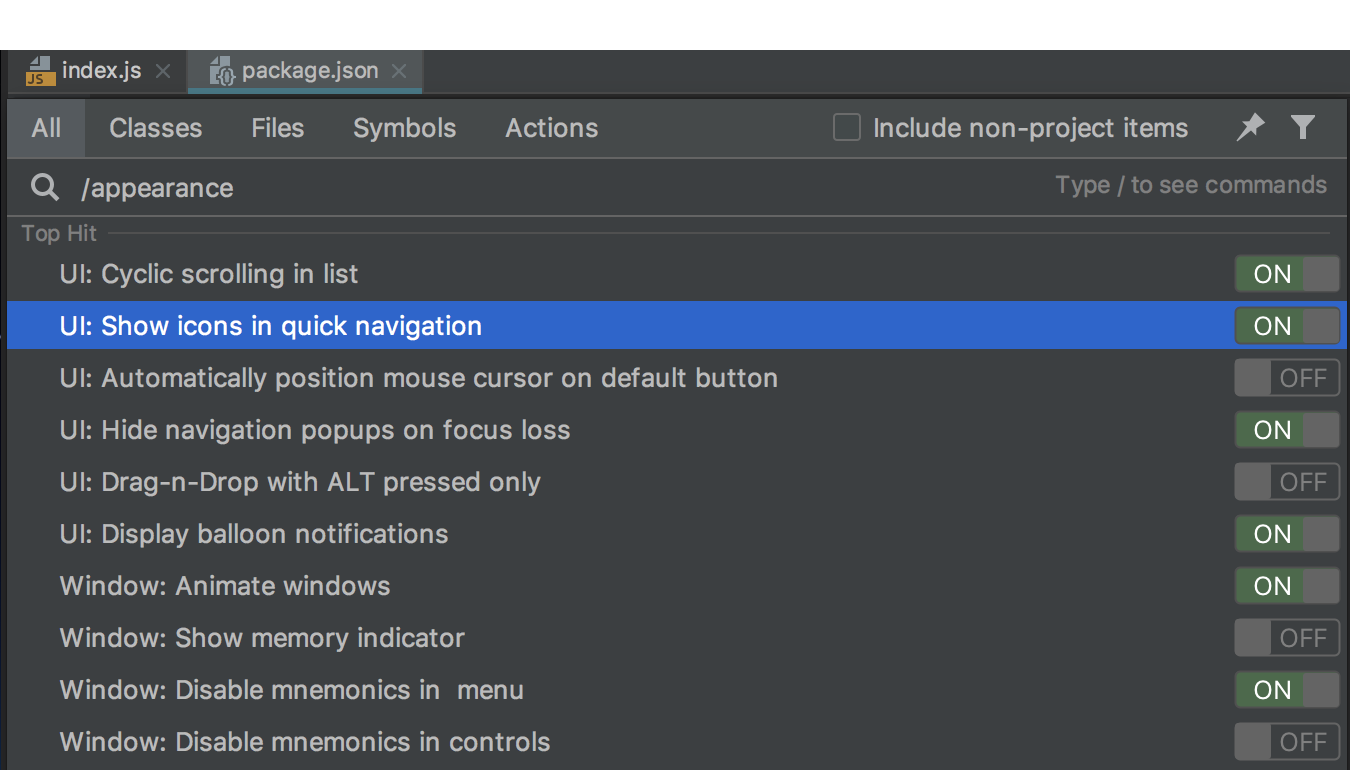 JS index.js package.json
All Classes Files Symbols Actions Include non-project items
/appearance Type / to see commands
Top Hit
UI: Cyclic scrolling in list ON
UI: Show icons in quick navigation ON
UI: Automatically position mouse cursor on default button OFF
UI: Hide navigation popups on focus loss ON
UI: Drag-n-Drop with ALT pressed only OFF
UI: Display balloon notifications ON
Window: Animate windows ON
Window: Show memory indicator OFF
Window: Disable mnemonics in  menu ON
Window: Disable mnemonics in controls OFF